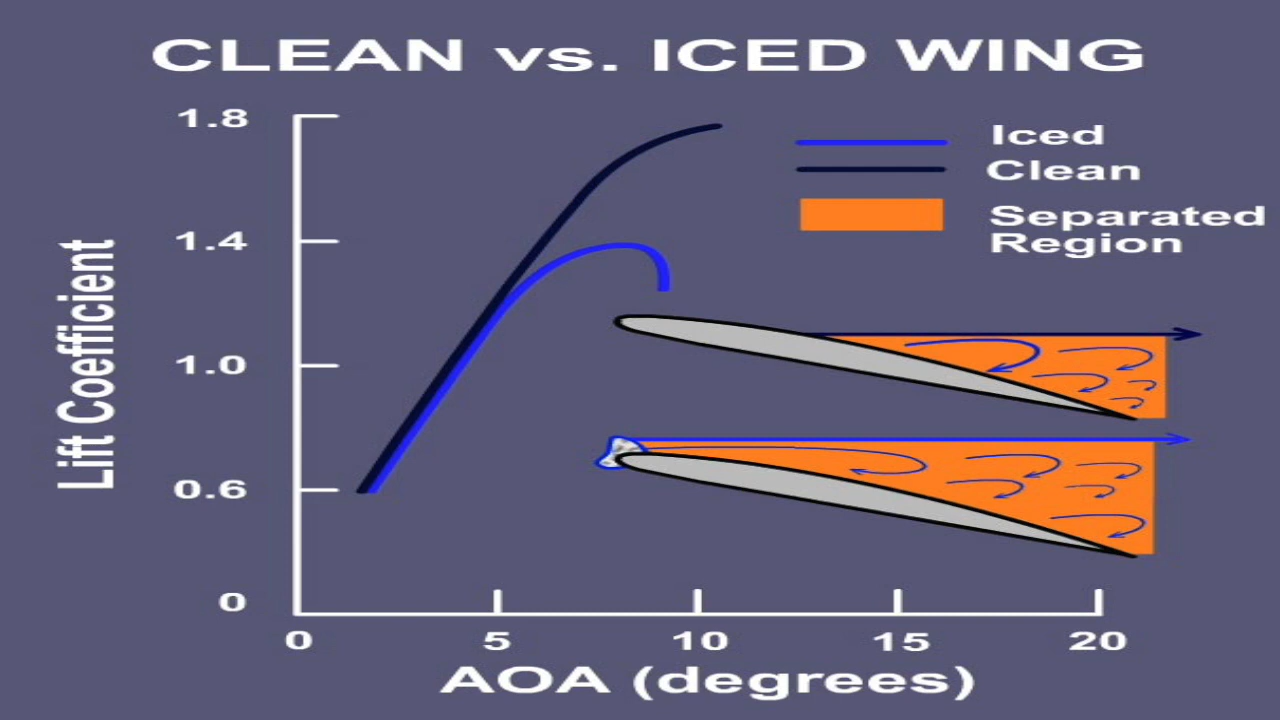 CLEAN vs. ICED WING
1.8
1.4
1.0
0.6
0
Lift Coefficient
Iced
Clean
Separated
Region
0 5 10 15 20
AOA (degrees)